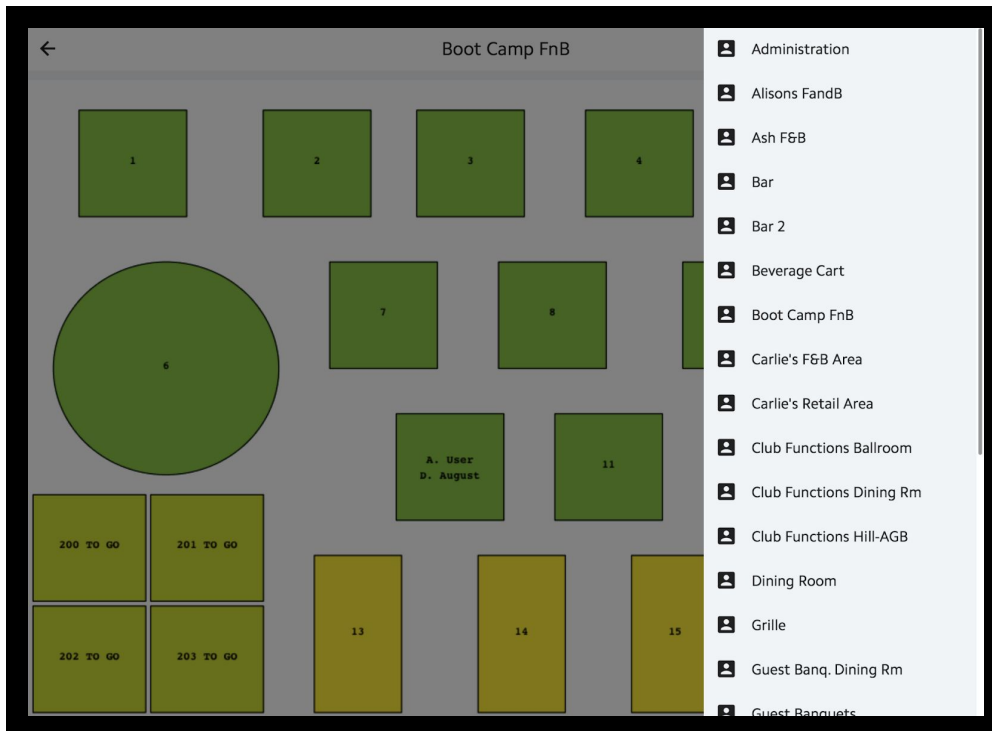 Boot Camp FnB
1
2
3
4
6
7
8
A. User
D. August
11
200 TO GO
201 TO GO
202 TO GO
203 TO GO
13
14
15
Administration
Alisons FandB
Ash F&B
Bar
Bar 2
Beverage Cart
Boot Camp FnB
Carlie's F&B Area
Carlie's Retail Area
Club Functions Ballroom
Club Functions Dining Rm
Club Functions Hill-AGB
Dining Room
Grille
Guest Banq. Dining Rm
Guest Banquets